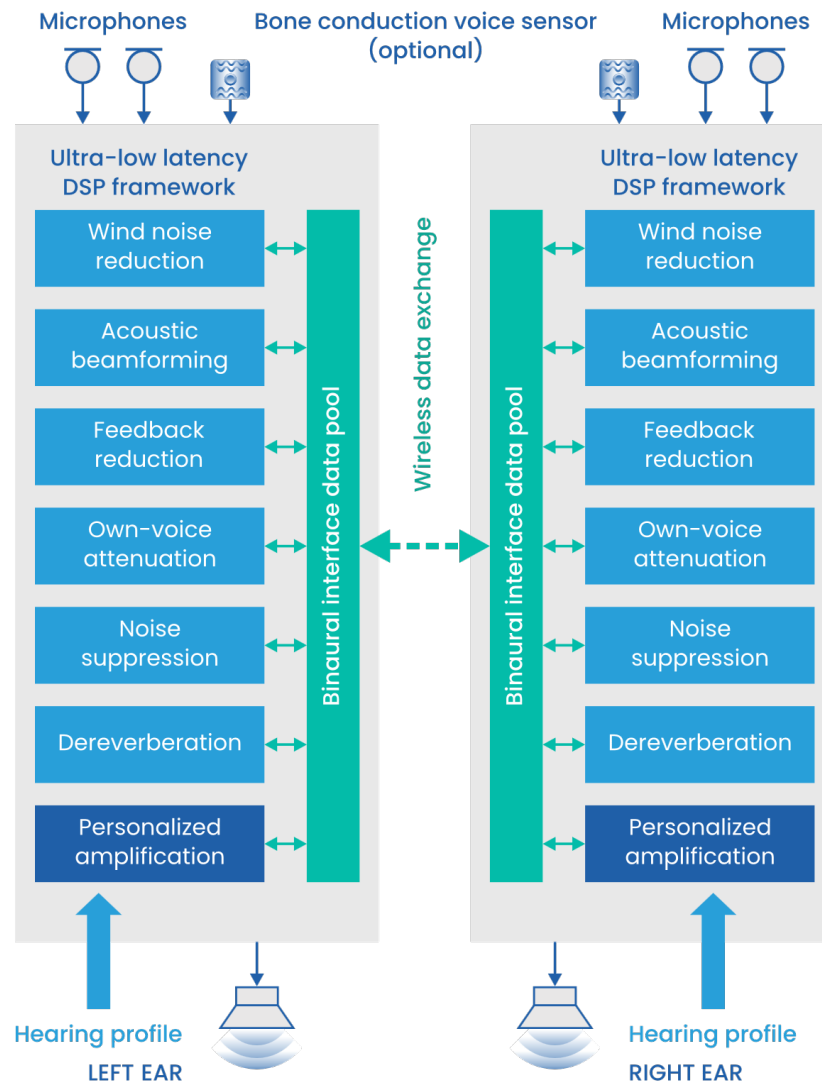 Microphones
Bone conduction voice sensor
(optional)
Microphones
Ultra-low latency
DSP framework
Wind noise
reduction
Acoustic
beamforming
Feedback
reduction
Own-voice
attenuation
Noise
suppression
Dereverberation
Personalized
amplification
Binaural interface data pool
Wireless data exchange
Binaural interface data pool
Ultra-low latency
DSP framework
Wind noise
reduction
Acoustic
beamforming
Feedback
reduction
Own-voice
attenuation
Noise
suppression
Dereverberation
Personalized
amplification
Hearing profile
LEFT EAR
Hearing profile
RIGHT EAR